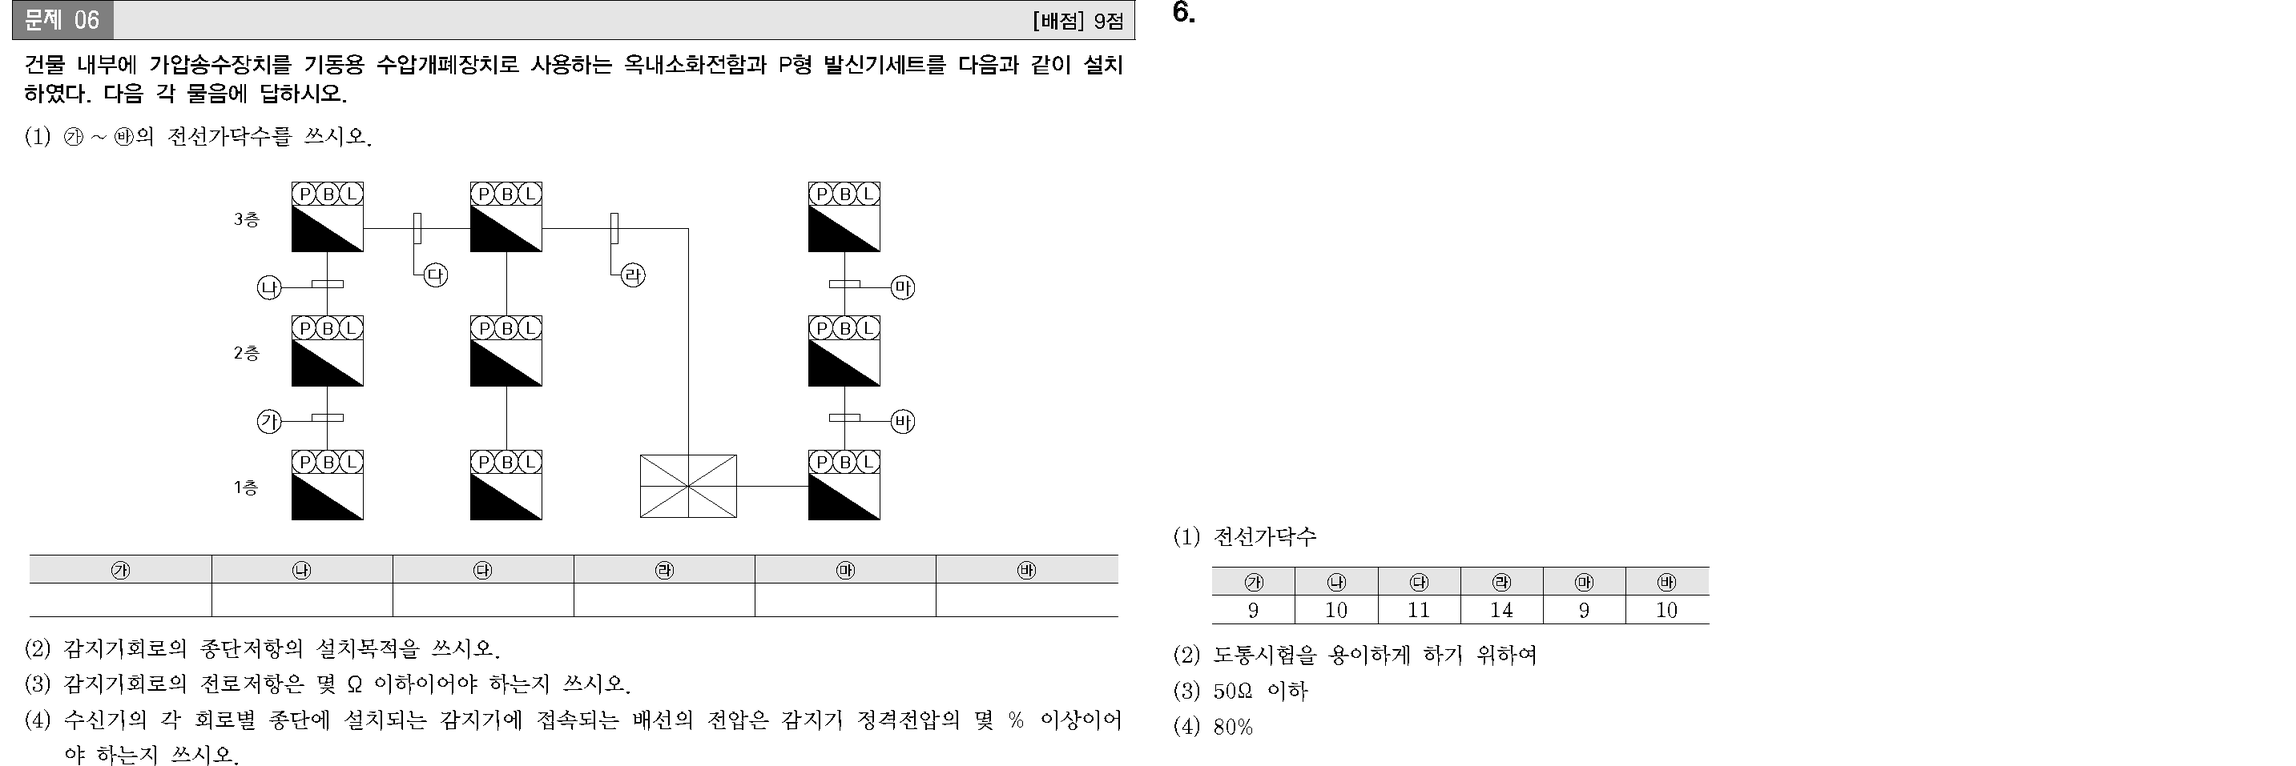 문제 06
[배점] 9점
건물 내부에 가압송수장치를 기동용 수압개폐장치로 사용하는 옥내소화전함과 P형 발신기세트를 다음과 같이 설치
하였다. 다음 각 물음에 답하시오.
(1) ㉮~㉳의 전선가닥수를 쓰시오.
P B L P B L P B L
3층
㉰ ㉱
㉯ ㉲
P B L P B L P B L
2층
㉮ ㉳
P B L P B L P B L
1층
㉮ ㉯ ㉰ ㉱ ㉲ ㉳
(2) 감지기회로의 종단저항의 설치목적을 쓰시오.
(3) 감지기회로의 전로저항은 몇 Ω 이하이어야 하는지 쓰시오.
(4) 수신기의 각 회로별 종단에 설치되는 감지기에 접속되는 배선의 전압은 감지기 정격전압의 몇 % 이상이어
야 하는지 쓰시오.
6.
(1) 전선가닥수
㉮ ㉯ ㉰ ㉱ ㉲ ㉳
9 10 11 14 9 10
(2) 도통시험을 용이하게 하기 위하여
(3) 50Ω 이하
(4) 80%